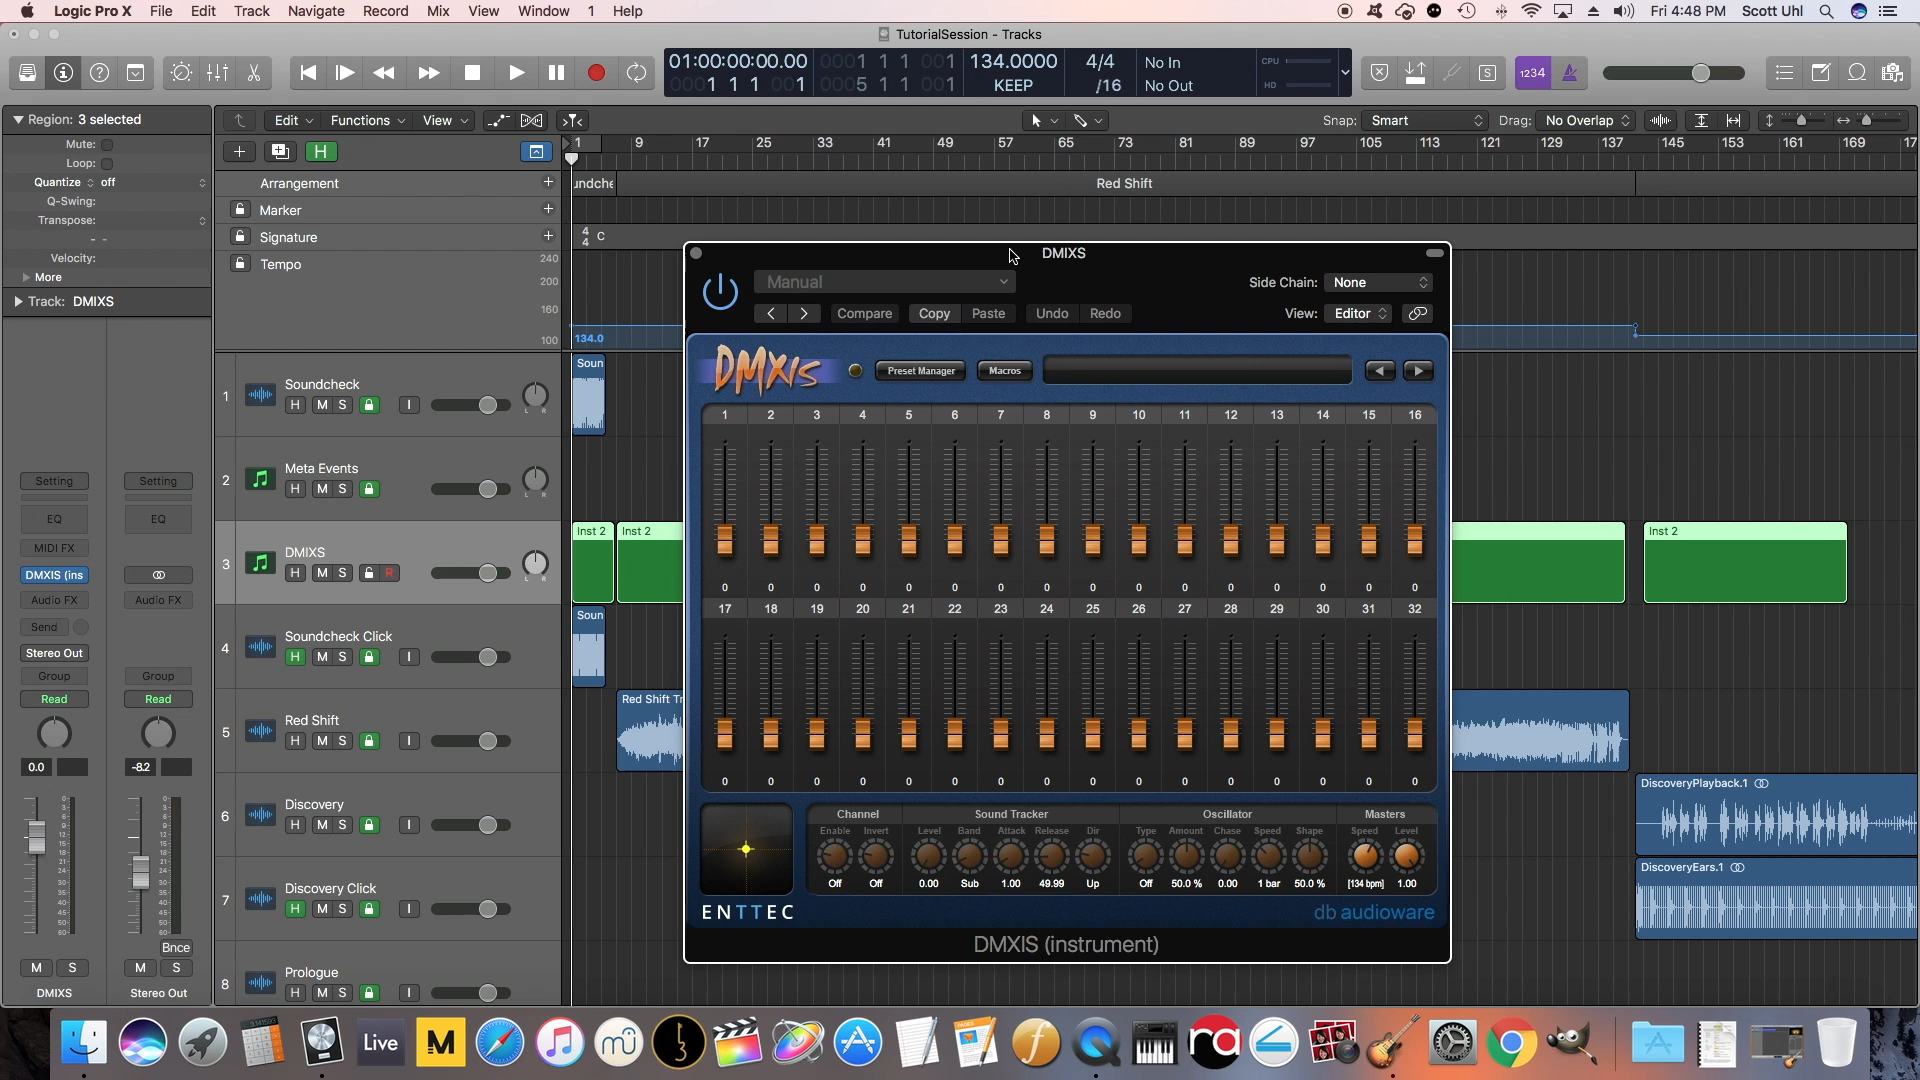 Logic Pro X File Edit Track Navigate Record Mix View Window 1 Help
Fri 4:48 PM Scott Uhl
TutorialSession - Tracks
01:00:00:00.00 0001 1 1 001 134.0000 4/4 No In CPU
0001 1 1 001 0005 1 1 001 KEEP /16 No Out HD
S 1234
Region: 3 selected
Edit Functions View
Snap: Smart Drag: No Overlap
Mute:
Loop:
Quantize off
Q-Swing:
Transpose:
- -
Velocity:
More
Track: DMIXS
H
1 9 17 25 33 41 49 57 65 73 81 89 97 105 113 121 129 137 145 153 161 169 17
Arrangement
undche
Red Shift
Marker
Signature
4
4 C
Tempo
240
200
160
100
134.0
1 Soundcheck
H M S I
L R
Soun
2 Meta Events
H M S
L R
3 DMIXS
H M S R
L R
Inst 2 Inst 2 Inst 2
4 Soundcheck Click
H M S I
Soun
5 Red Shift
H M S I
Red Shift Tr
6 Discovery
H M S I
DiscoveryPlayback.1
7 Discovery Click
H M S I
DiscoveryEars.1
8 Prologue
H M S I
Setting Setting
EQ EQ
MIDI FX
DMXIS (ins
Audio FX Audio FX
Send
Stereo Out
Group Group
Read Read
0.0 -8.2
Bnce
M S M S
DMIXS Stereo Out
DMIXS
Manual
Side Chain: None
Compare Copy Paste Undo Redo
View: Editor
DMXIS
Preset Manager Macros
1 2 3 4 5 6 7 8 9 10 11 12 13 14 15 16
0 0 0 0 0 0 0 0 0 0 0 0 0 0 0 0
17 18 19 20 21 22 23 24 25 26 27 28 29 30 31 32
0 0 0 0 0 0 0 0 0 0 0 0 0 0 0 0
Channel Sound Tracker Oscillator Masters
Enable Invert Level Band Attack Release Dir Type Amount Chase Speed Shape Speed Level
Off Off 0.00 Sub 1.00 49.99 Up Off 50.0 % 0.00 1 bar 50.0 % [134 bpm] 1.00
ENTTEC
db audioware
DMXIS (instrument)
Live
M
PAGES